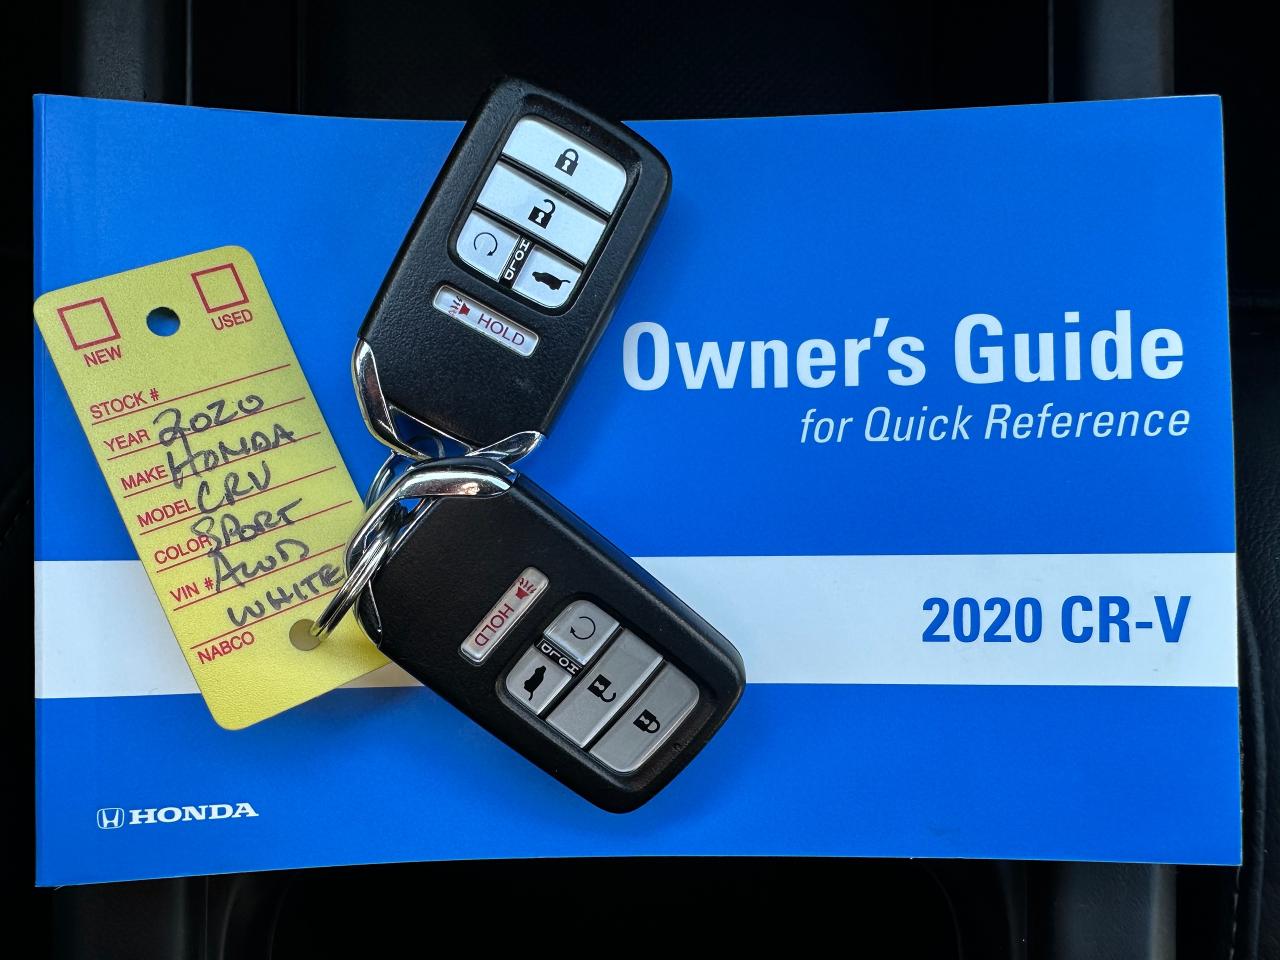 HOLD
HOLD
Owner's Guide
for Quick Reference
NEW
USED
STOCK #
YEAR 2020
MAKE HONDA
MODEL CRV
COLOR SPORT
VIN # AWD
WHITE
NABCO
HOLD
HOLD
2020 CR-V
HONDA